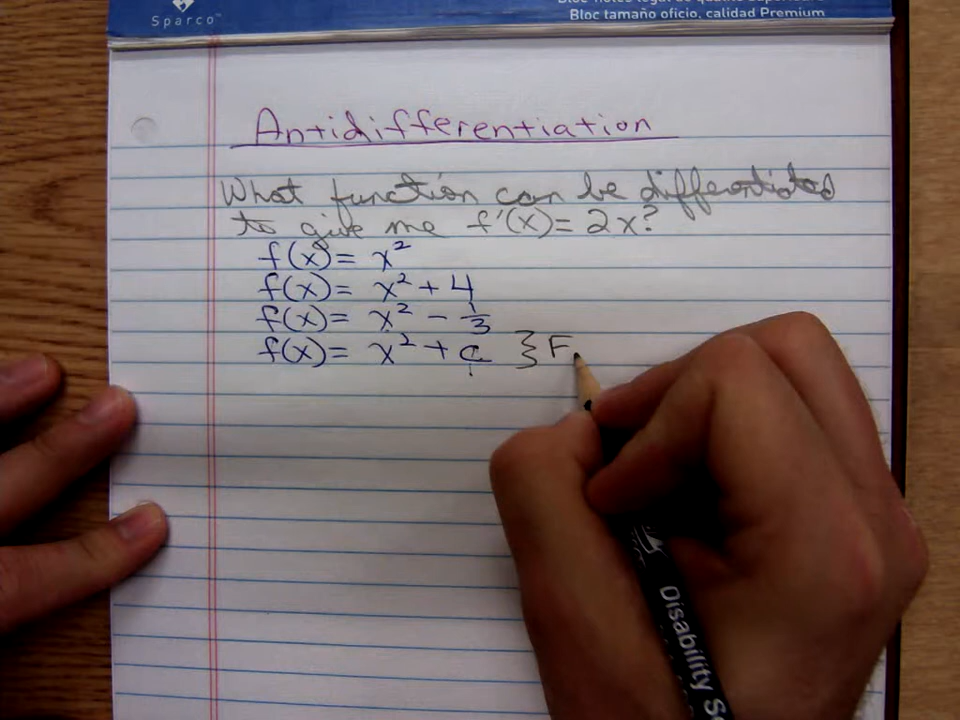 Sparco™
Bloc tamaño oficio, calidad Premium
Antidifferentiation
What function can be differentiated
to give me f'(x) = 2x?
f(x) = x²
f(x) = x² + 4
f(x) = x² - 1/3
f(x) = x² + c } F
Disability